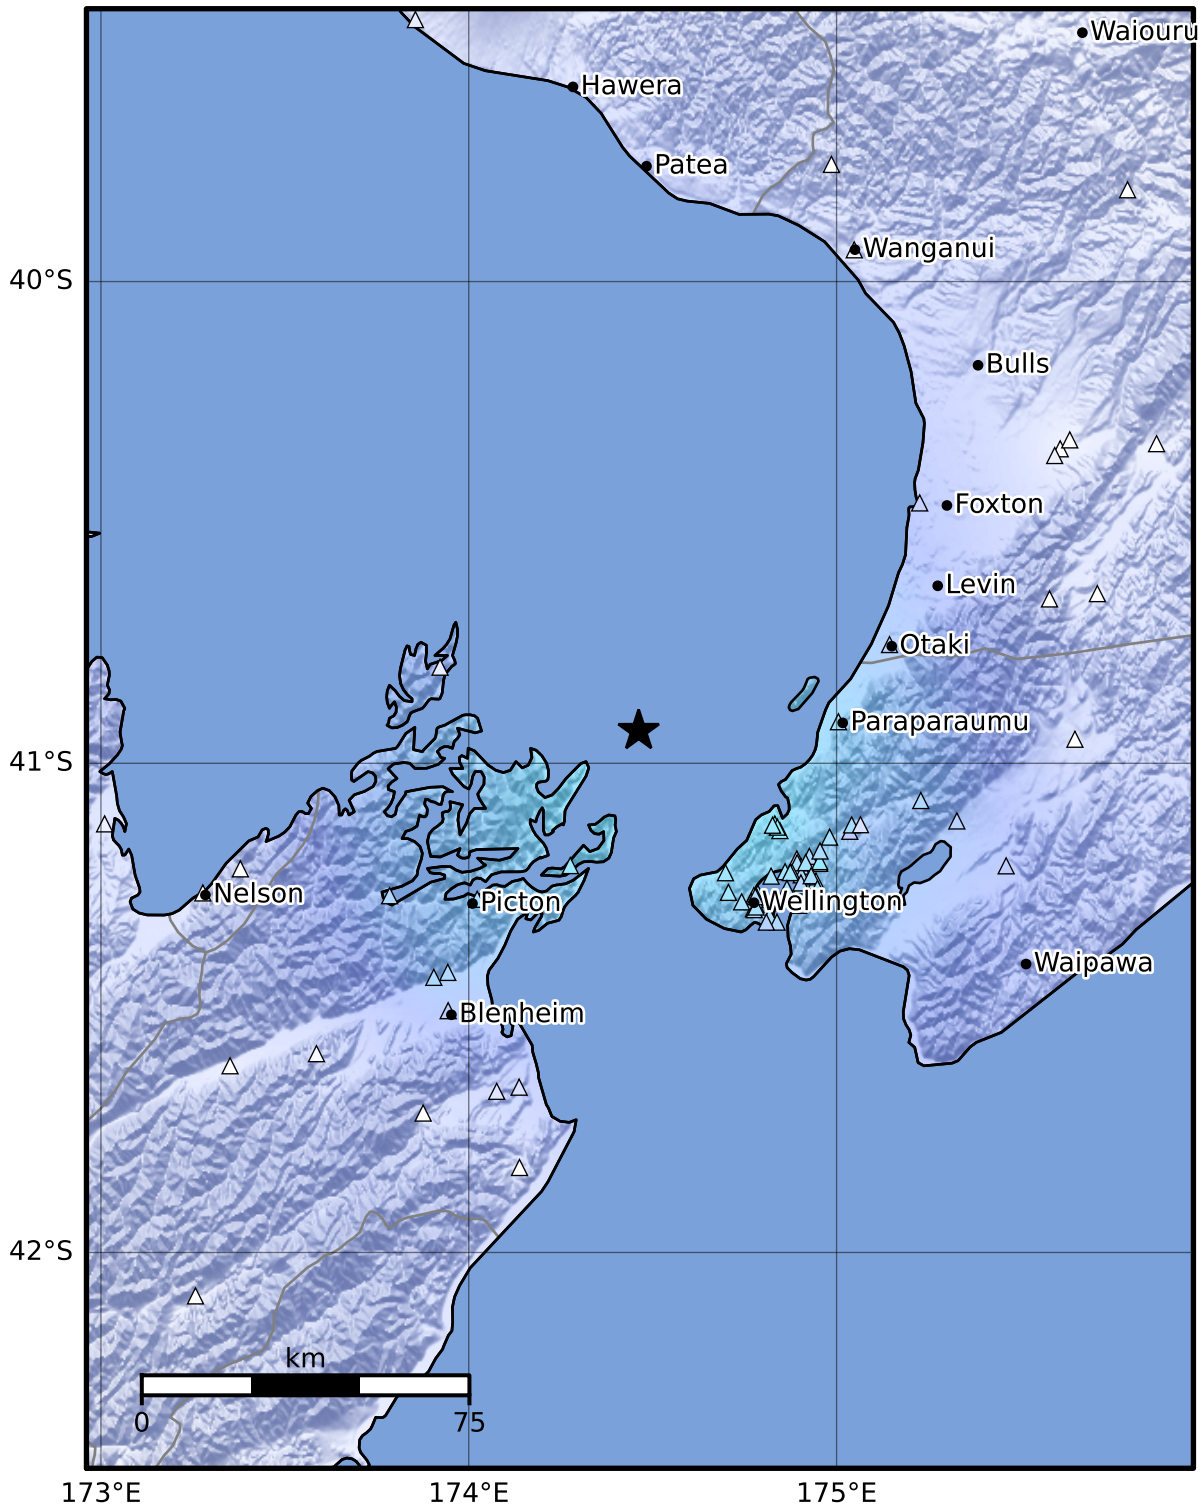 Waiouru
Hawera
Patea
Wanganui
40°S
Bulls
Foxton
Levin
Otaki
Paraparaumu
41°S
Nelson
Picton
Wellington
Waipawa
Blenheim
42°S
km
0 75
173°E 174°E 175°E